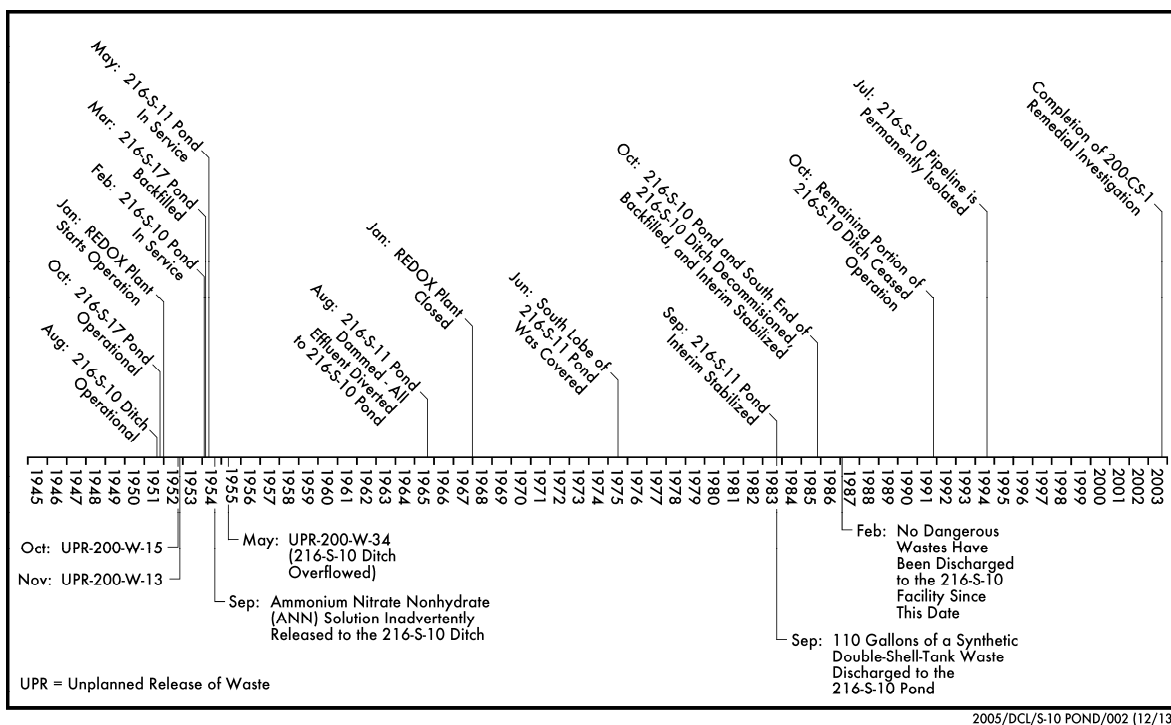 May: 216-S-11 Pond
In Service
Mar: 216-S-17 Pond
Backfilled
Feb: 216-S-10 Pond
In Service
Jan: REDOX Plant
Starts Operation
Oct: 216-S-17 Pond
Operational
Aug: 216-S-10 Ditch
Operational
Aug: 216-S-11 Pond
Dammed - All
Effluent Diverted
to 216-S-10 Pond
Jan: REDOX Plant
Closed
Jun: South Lobe of
216-S-11 Pond
Was Covered
Oct: 216-S-10 Pond and South End of
216-S-10 Ditch Decommisioned,
Backfilled, and Interim Stabilized
Sep: 216-S-11 Pond
Interim Stabilized
Oct: Remaining Portion of
216-S-10 Ditch Ceased
Operation
Jul: 216-S-10 Pipeline is
Permanently Isolated
Completion of 200-CS-1
Remedial Investigation
1945
1946
1947
1948
1949
1950
1951
1952
1953
1954
1955
1956
1957
1958
1959
1960
1961
1962
1963
1964
1965
1966
1967
1968
1969
1970
1971
1972
1973
1974
1975
1976
1977
1978
1979
1980
1981
1982
1983
1984
1985
1986
1987
1988
1989
1990
1991
1992
1993
1994
1995
1996
1997
1998
1999
2000
2001
2002
2003
Oct: UPR-200-W-15
Nov: UPR-200-W-13
May: UPR-200-W-34
(216-S-10 Ditch
Overflowed)
Sep: Ammonium Nitrate Nonhydrate
(ANN) Solution Inadvertently
Released to the 216-S-10 Ditch
Feb: No Dangerous
Wastes Have
Been Discharged
to the 216-S-10
Facility Since
This Date
Sep: 110 Gallons of a Synthetic
Double-Shell-Tank Waste
Discharged to the
216-S-10 Pond
UPR = Unplanned Release of Waste
2005/DCL/S-10 POND/002 (12/13